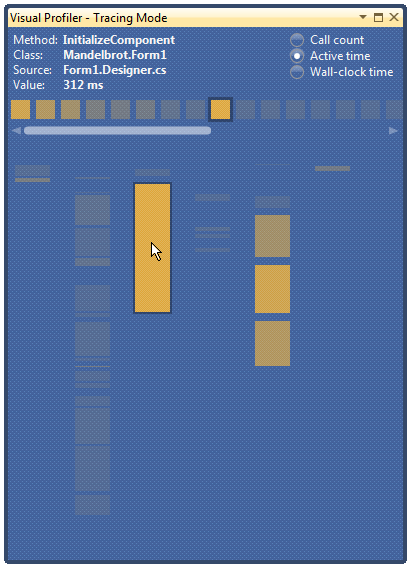 Visual Profiler - Tracing Mode
Method: InitializeComponent
Class: Mandelbrot.Form1
Source: Form1.Designer.cs
Value: 312 ms
Call count
Active time
Wall-clock time